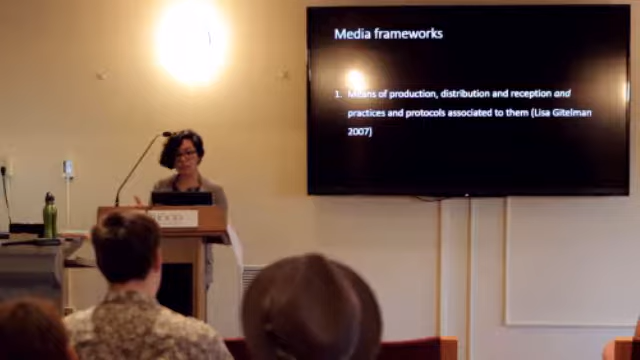 Media frameworks
1. Means of production, distribution and reception and
practices and protocols associated to them (Lisa Gitelman
2007)